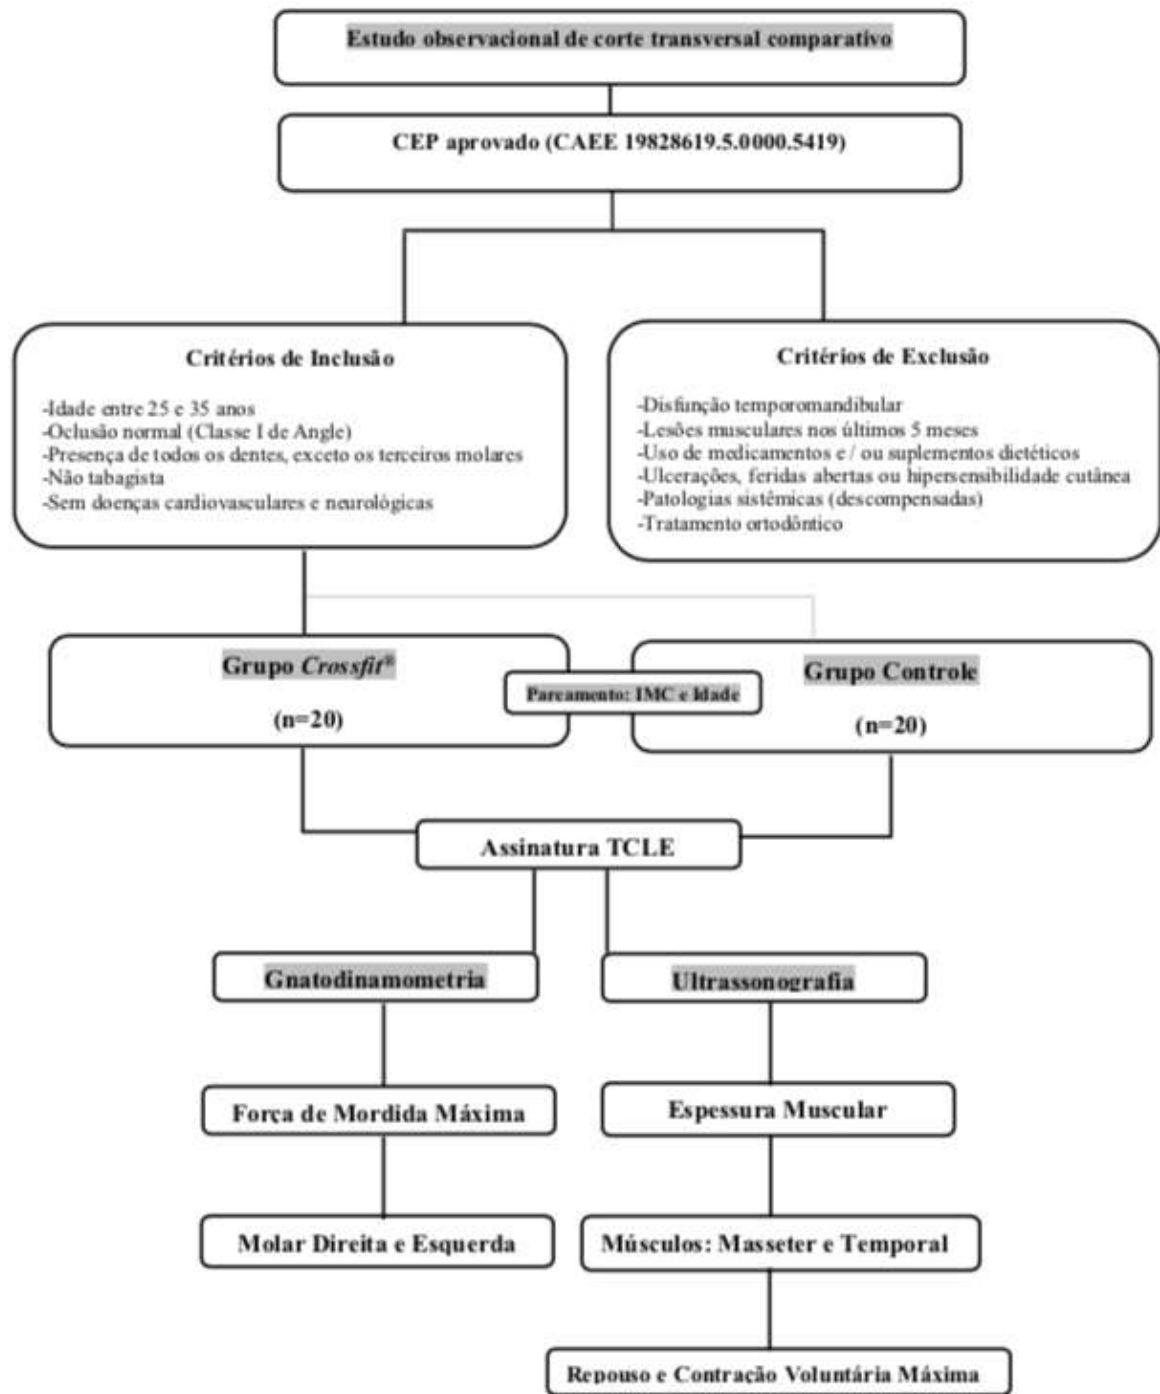 Estudo observacional de corte transversal comparativo
CEP aprovado (CAEE 19828619.5.0000.5419)
Critérios de Inclusão
-Idade entre 25 e 35 anos
-Oclusão normal (Classe I de Angle)
-Presença de todos os dentes, exceto os terceiros molares
-Não tabagista
-Sem doenças cardiovasculares e neurológicas
Critérios de Exclusão
-Disfunção temporomandibular
-Lesões musculares nos últimos 5 meses
-Uso de medicamentos e / ou suplementos dietéticos
-Ulcerações, feridas abertas ou hipersensibilidade cutânea
-Patologias sistêmicas (descompensadas)
-Tratamento ortodôntico
Grupo Crossfit®
(n=20)
Pareamento: IMC e Idade
Grupo Controle
(n=20)
Assinatura TCLE
Gnatodinamometria
Ultrassonografia
Força de Mordida Máxima
Espessura Muscular
Molar Direita e Esquerda
Músculos: Masseter e Temporal
Repouso e Contração Voluntária Máxima